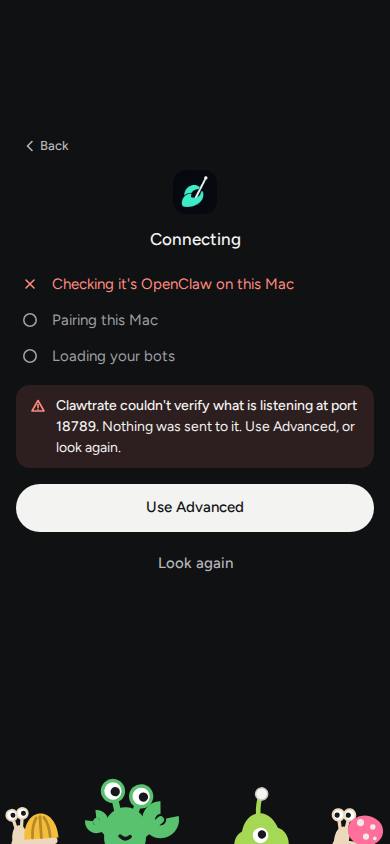 Back
Connecting
Checking it's OpenClaw on this Mac
Pairing this Mac
Loading your bots
Clawtrate couldn't verify what is listening at port
18789. Nothing was sent to it. Use Advanced, or
look again.
Use Advanced
Look again